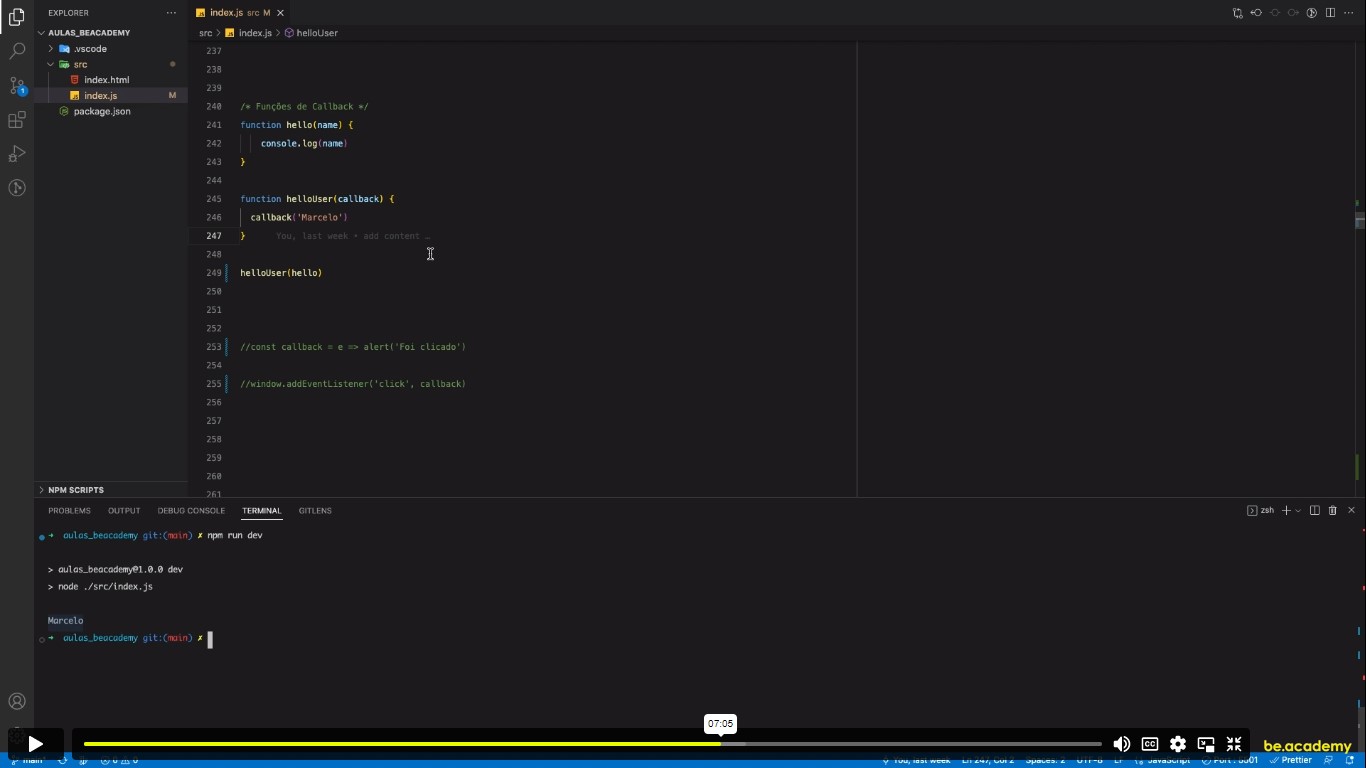 EXPLORER
AULAS_BEACADEMY
.vscode
src
index.html
index.js M
package.json
NPM SCRIPTS
1
index.js src M
src > index.js > helloUser
237
238
239
240 /* Funções de Callback */
241 function hello(name) {
242 console.log(name)
243 }
244
245 function helloUser(callback) {
246 callback('Marcelo')
247 } You, last week • add content …
248
249 helloUser(hello)
250
251
252
253 //const callback = e => alert('Foi clicado')
254
255 //window.addEventListener('click', callback)
256
257
258
259
260
261
PROBLEMS OUTPUT DEBUG CONSOLE TERMINAL GITLENS
zsh
→ aulas_beacademy git:(main) ✗ npm run dev
> aulas_beacademy@1.0.0 dev
> node ./src/index.js
Marcelo
→ aulas_beacademy git:(main) ✗
07:05
be.academy
main* 0 0 You, last week Ln 247, Col 2 Spaces: 2 UTF-8 LF JavaScript Port : 5001 Prettier